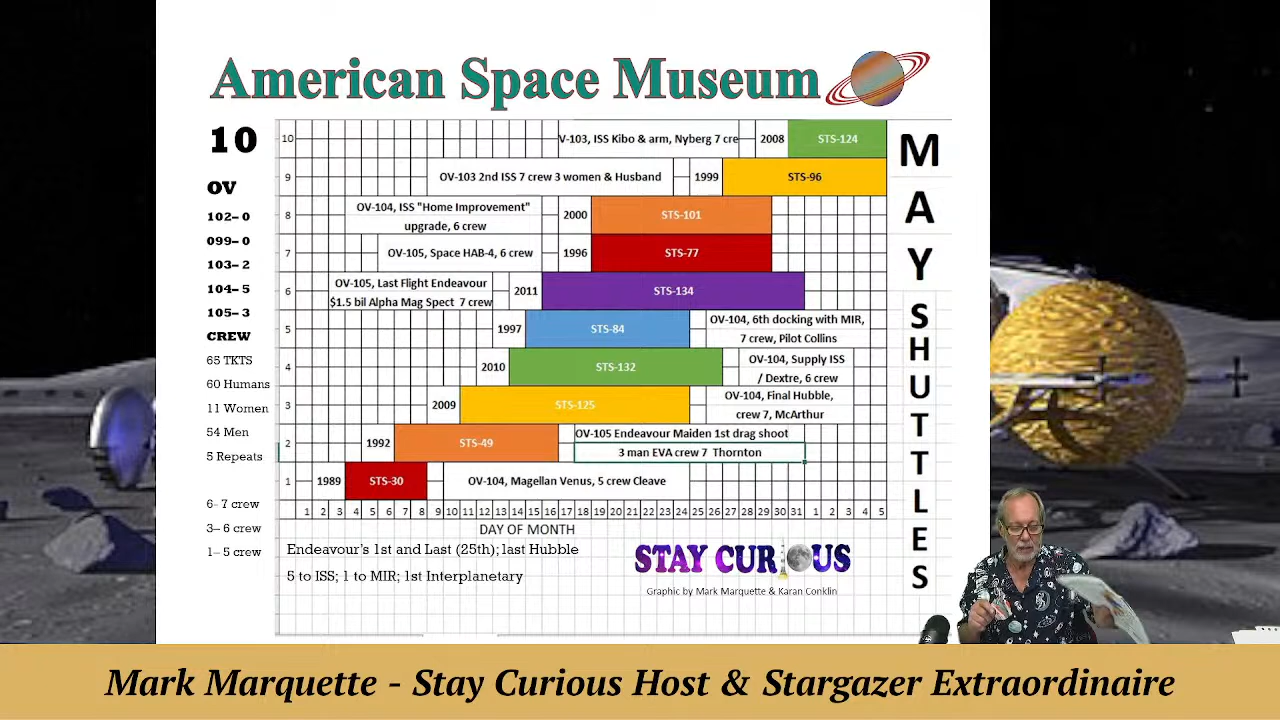 American Space Museum
10
OV
102– 0
099– 0
103– 2
104– 5
105– 3
CREW
65 TKTS
60 Humans
11 Women
54 Men
5 Repeats
6– 7 crew
3– 6 crew
1– 5 crew
10 V-103, ISS Kibo & arm, Nyberg 7 cre 2008 STS-124
9 OV-103 2nd ISS 7 crew 3 women & Husband 1999 STS-96
8 OV-104, ISS "Home Improvement" upgrade, 6 crew 2000 STS-101
7 OV-105, Space HAB-4, 6 crew 1996 STS-77
6 OV-105, Last Flight Endeavour $1.5 bil Alpha Mag Spect 7 crew 2011 STS-134
5 1997 STS-84 OV-104, 6th docking with MIR, 7 crew, Pilot Collins
4 2010 STS-132 OV-104, Supply ISS / Dextre, 6 crew
3 2009 STS-125 OV-104, Final Hubble, crew 7, McArthur
2 1992 STS-49 OV-105 Endeavour Maiden 1st drag shoot 3 man EVA crew 7 Thornton
1 1989 STS-30 OV-104, Magellan Venus, 5 crew Cleave
1 2 3 4 5 6 7 8 9 10 11 12 13 14 15 16 17 18 19 20 21 22 23 24 25 26 27 28 29 30 31 1 2 3 4 5
DAY OF MONTH
MAY SHUTTLES
Endeavour's 1st and Last (25th); last Hubble
5 to ISS; 1 to MIR; 1st Interplanetary
STAY CURIOUS
Graphic by Mark Marquette & Karan Conklin
Mark Marquette - Stay Curious Host & Stargazer Extraordinaire